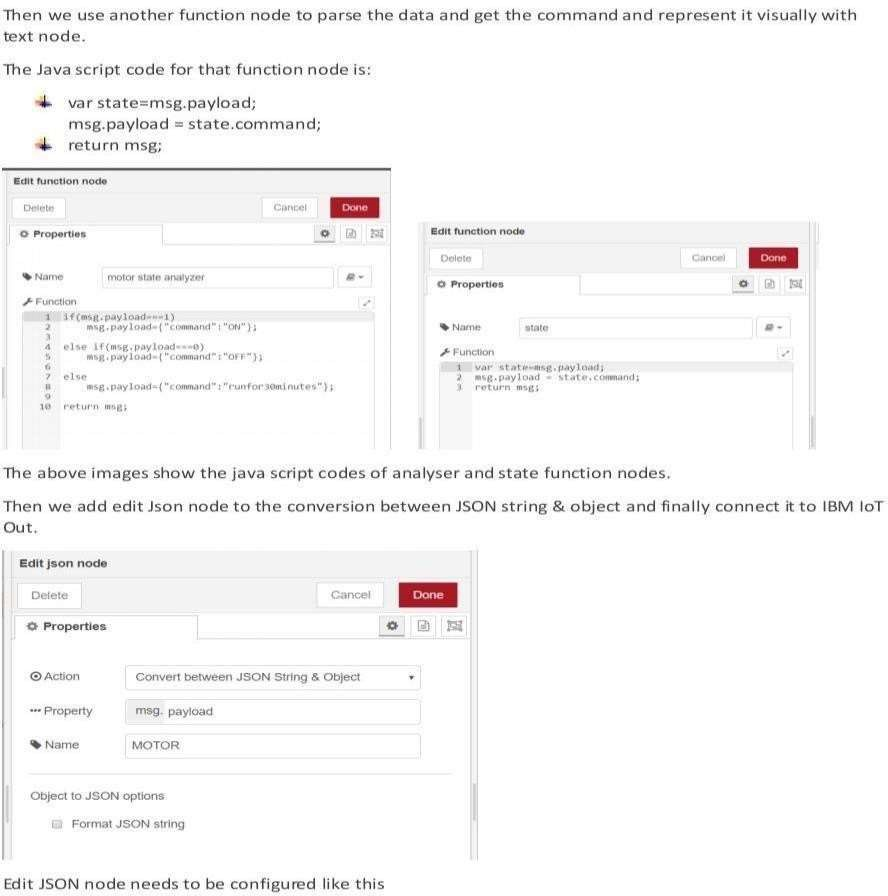 Then we use another function node to parse the data and get the command and represent it visually with
text node.
The Java script code for that function node is:
var state=msg.payload;
msg.payload = state.command;
return msg;
Edit function node
Delete
Cancel
Done
Properties
Name
motor state analyzer
Function
1 if(msg.payload===1)
2 msg.payload={"command":"ON"};
3
4 else if(msg.payload===0)
5 msg.payload={"command":"OFF"};
6
7 else
8 msg.payload={"command":"runfor30minutes"};
9
10 return msg;
Edit function node
Delete
Cancel
Done
Properties
Name
state
Function
1 var state=msg.payload;
2 msg.payload = state.command;
3 return msg;
The above images show the java script codes of analyser and state function nodes.
Then we add edit Json node to the conversion between JSON string & object and finally connect it to IBM IoT
Out.
Edit json node
Delete
Cancel
Done
Properties
Action
Convert between JSON String & Object
Property
msg. payload
Name
MOTOR
Object to JSON options
Format JSON string
Edit JSON node needs to be configured like this